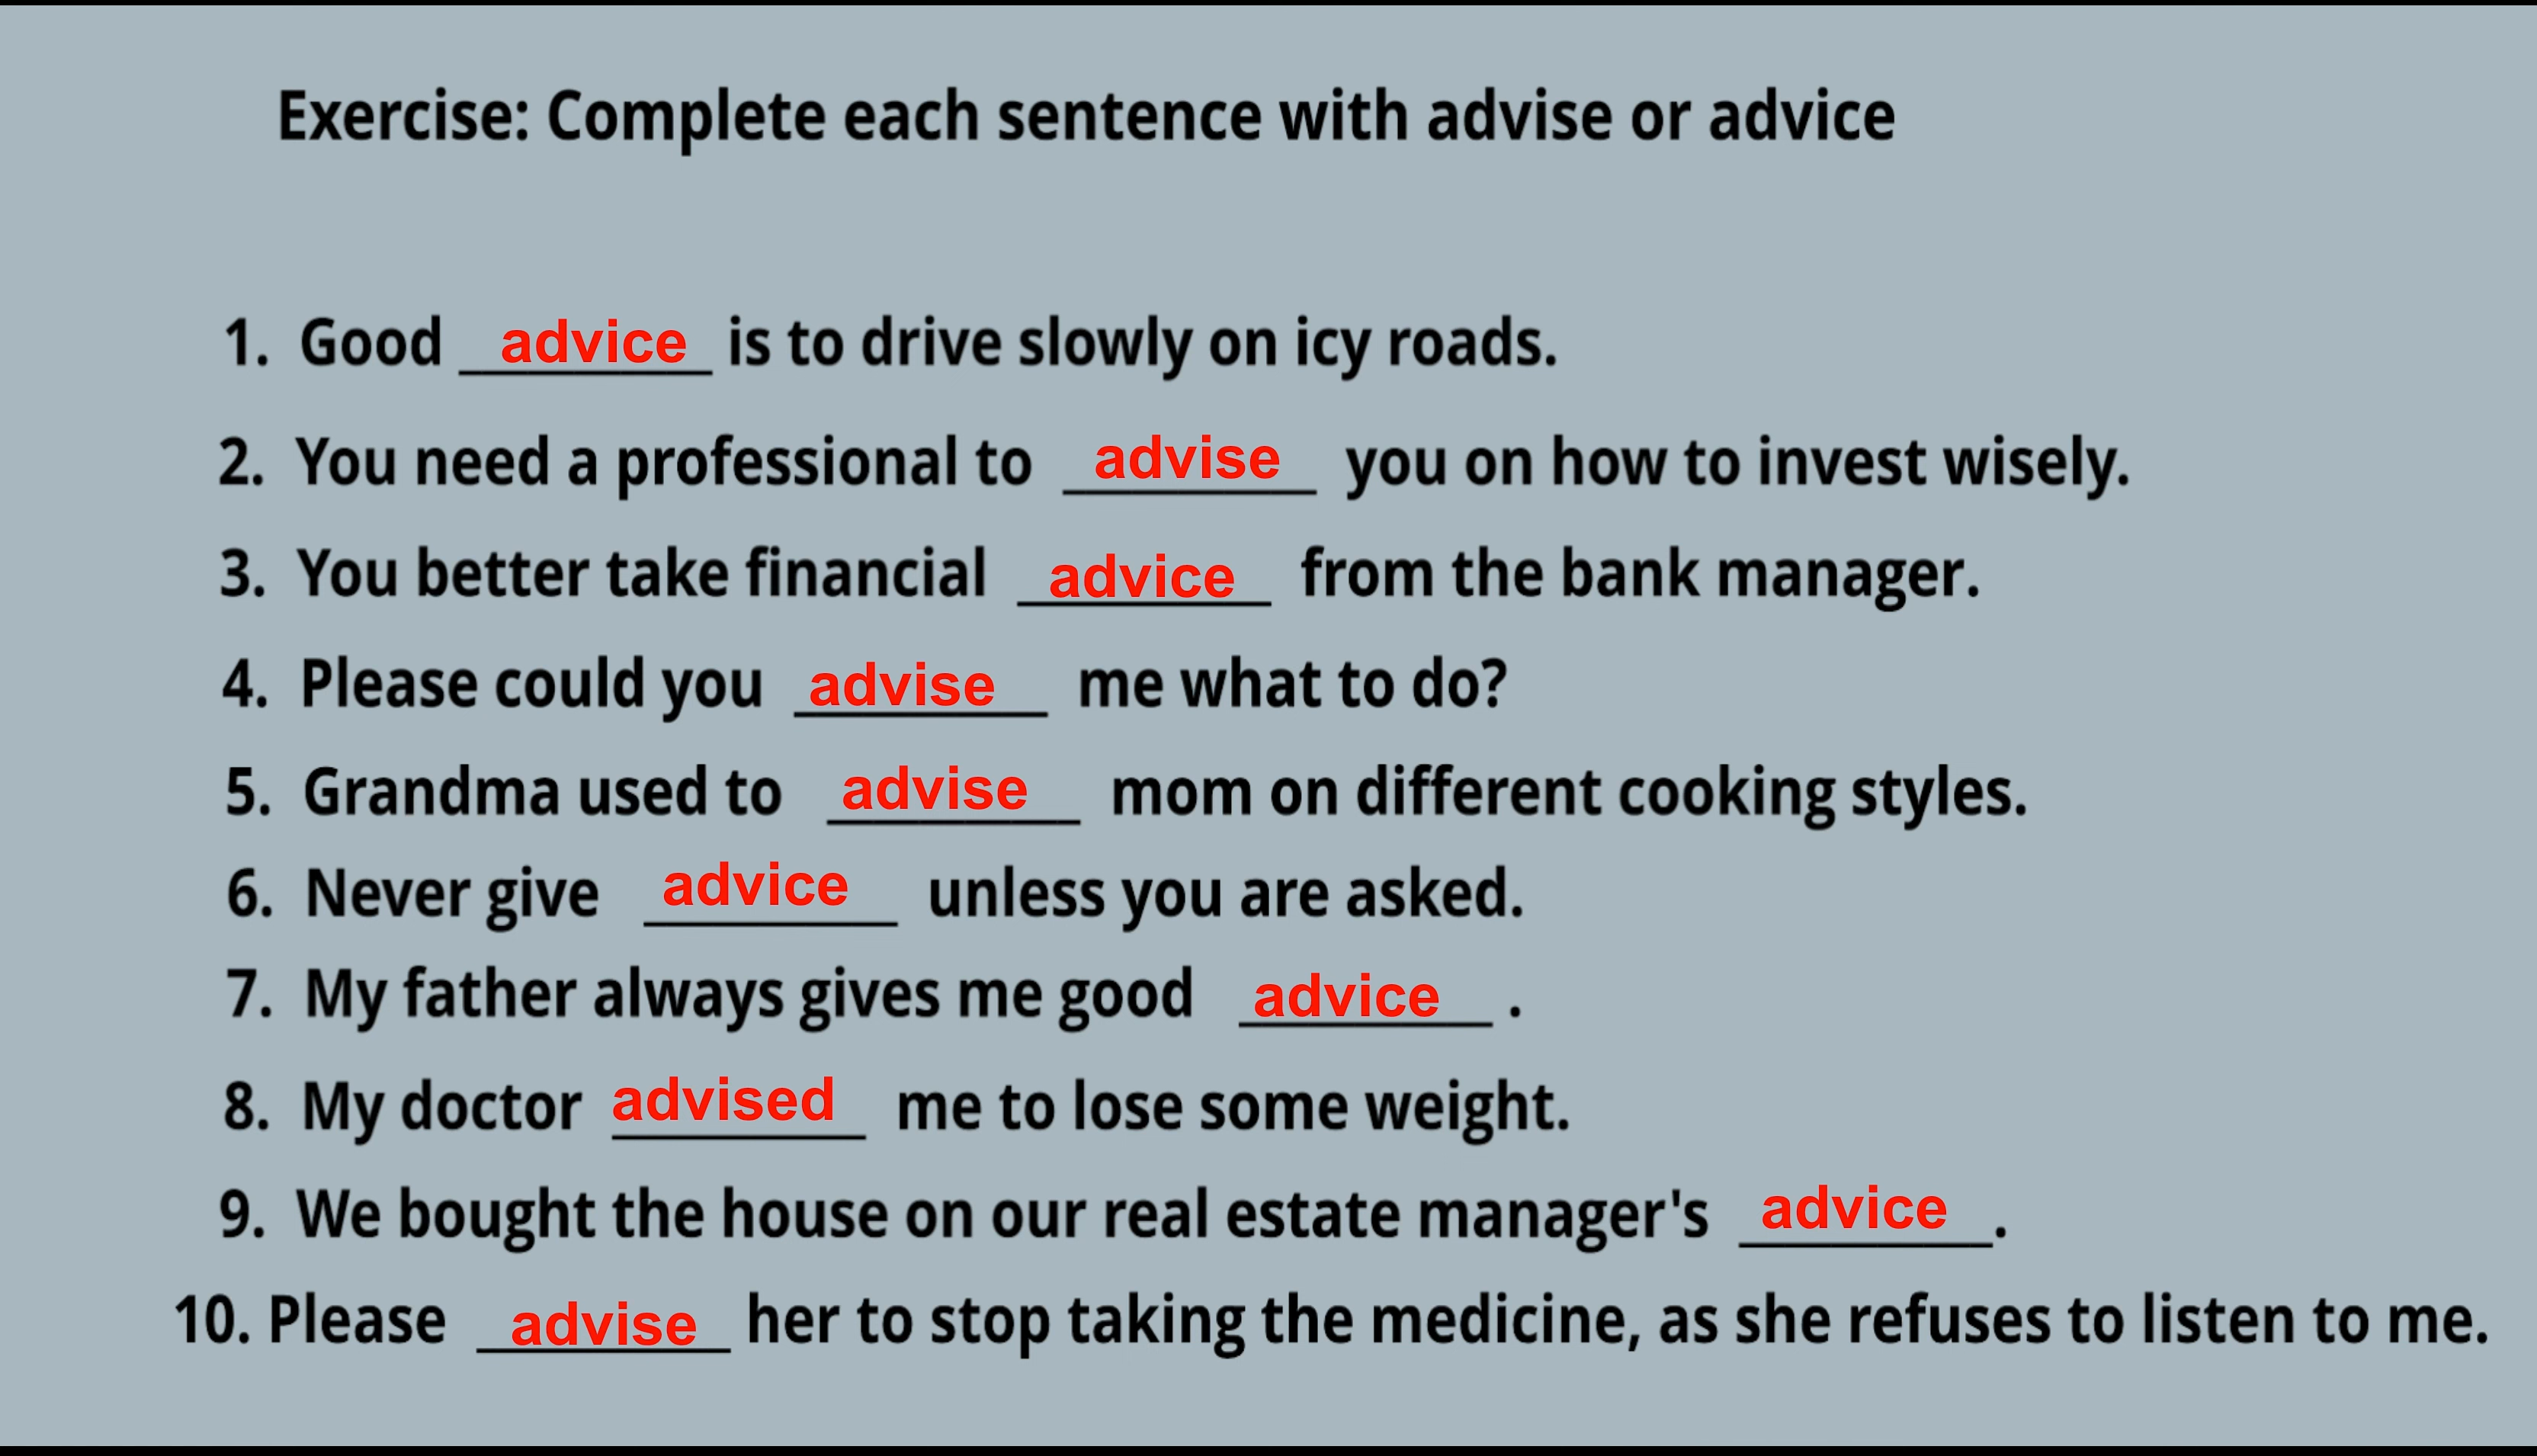 Exercise: Complete each sentence with advise or advice
1. Good advice is to drive slowly on icy roads.
2. You need a professional to advise you on how to invest wisely.
3. You better take financial advice from the bank manager.
4. Please could you advise me what to do?
5. Grandma used to advise mom on different cooking styles.
6. Never give advice unless you are asked.
7. My father always gives me good advice .
8. My doctor advised me to lose some weight.
9. We bought the house on our real estate manager's advice.
10. Please advise her to stop taking the medicine, as she refuses to listen to me.